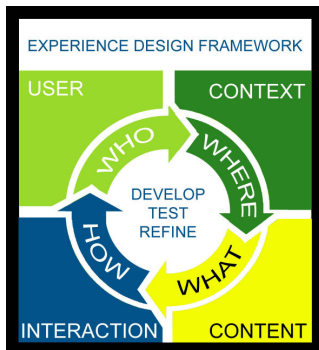 EXPERIENCE DESIGN FRAMEWORK
USER
CONTEXT
WHO
WHERE
DEVELOP
TEST
REFINE
HOW
WHAT
INTERACTION
CONTENT